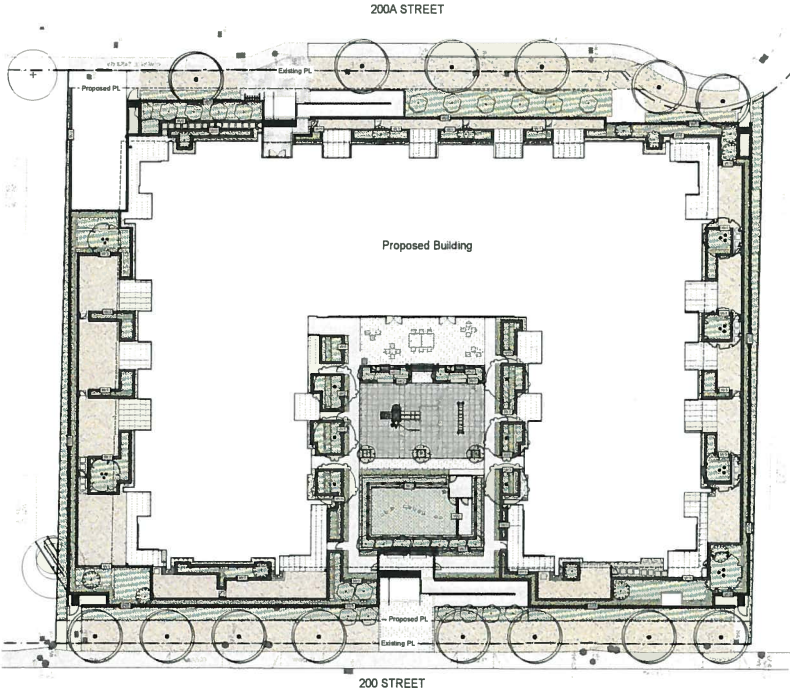 200A STREET
Existing PL
Proposed PL
Proposed Building
Proposed PL
Existing PL
200 STREET